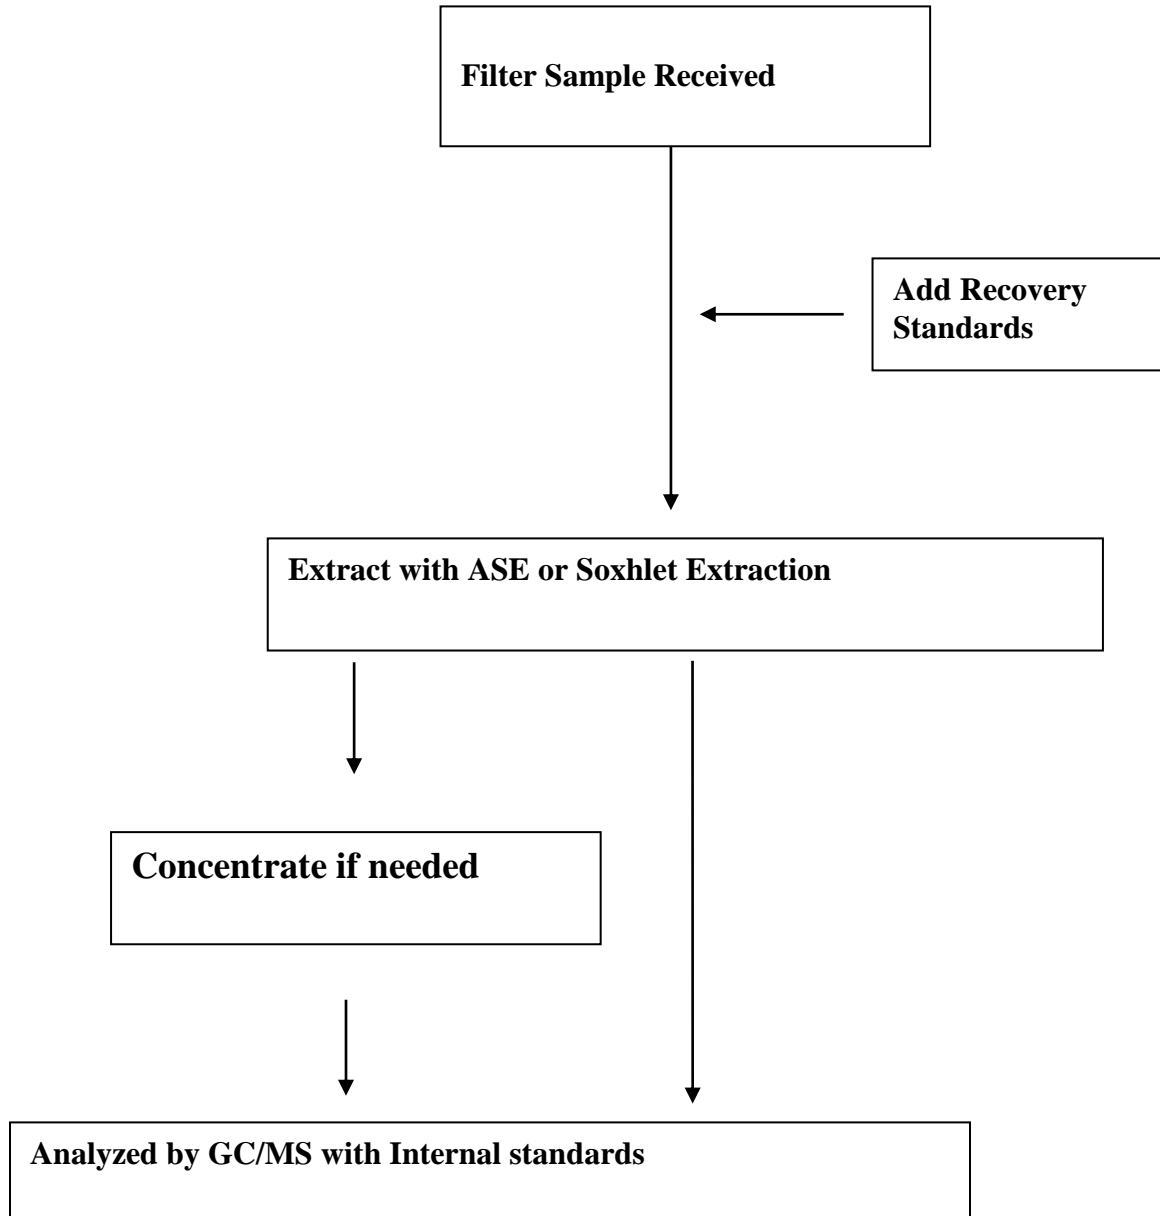 Filter Sample Received
Add Recovery
Standards
Extract with ASE or Soxhlet Extraction
Concentrate if needed
Analyzed by GC/MS with Internal standards